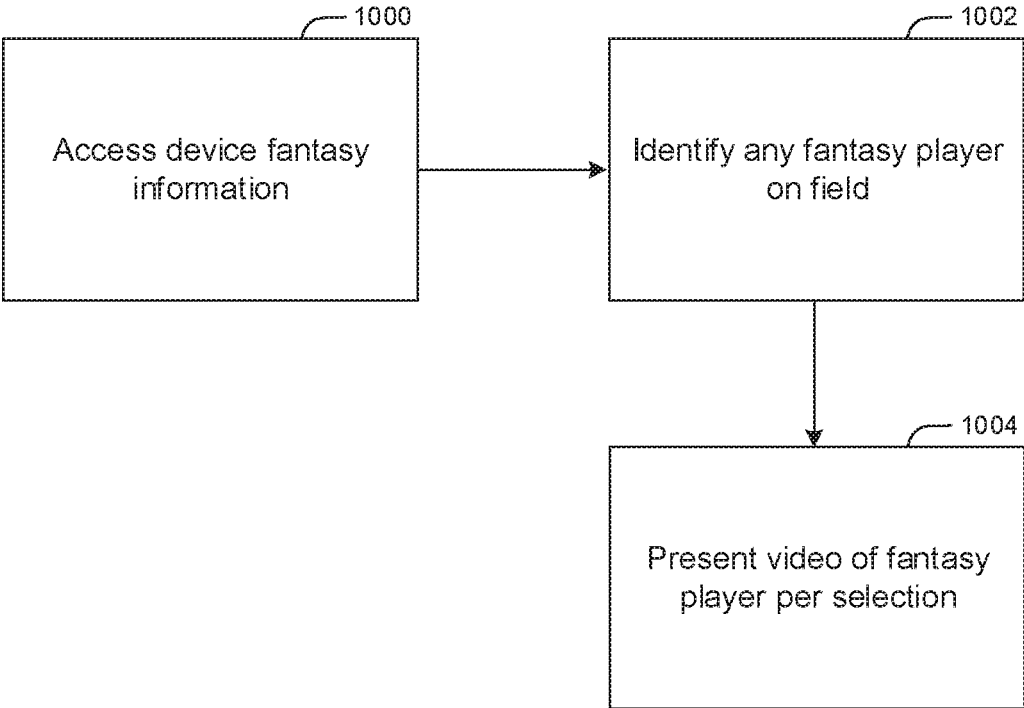 1000
Access device fantasy
information
1002
Identify any fantasy player
on field
1004
Present video of fantasy
player per selection